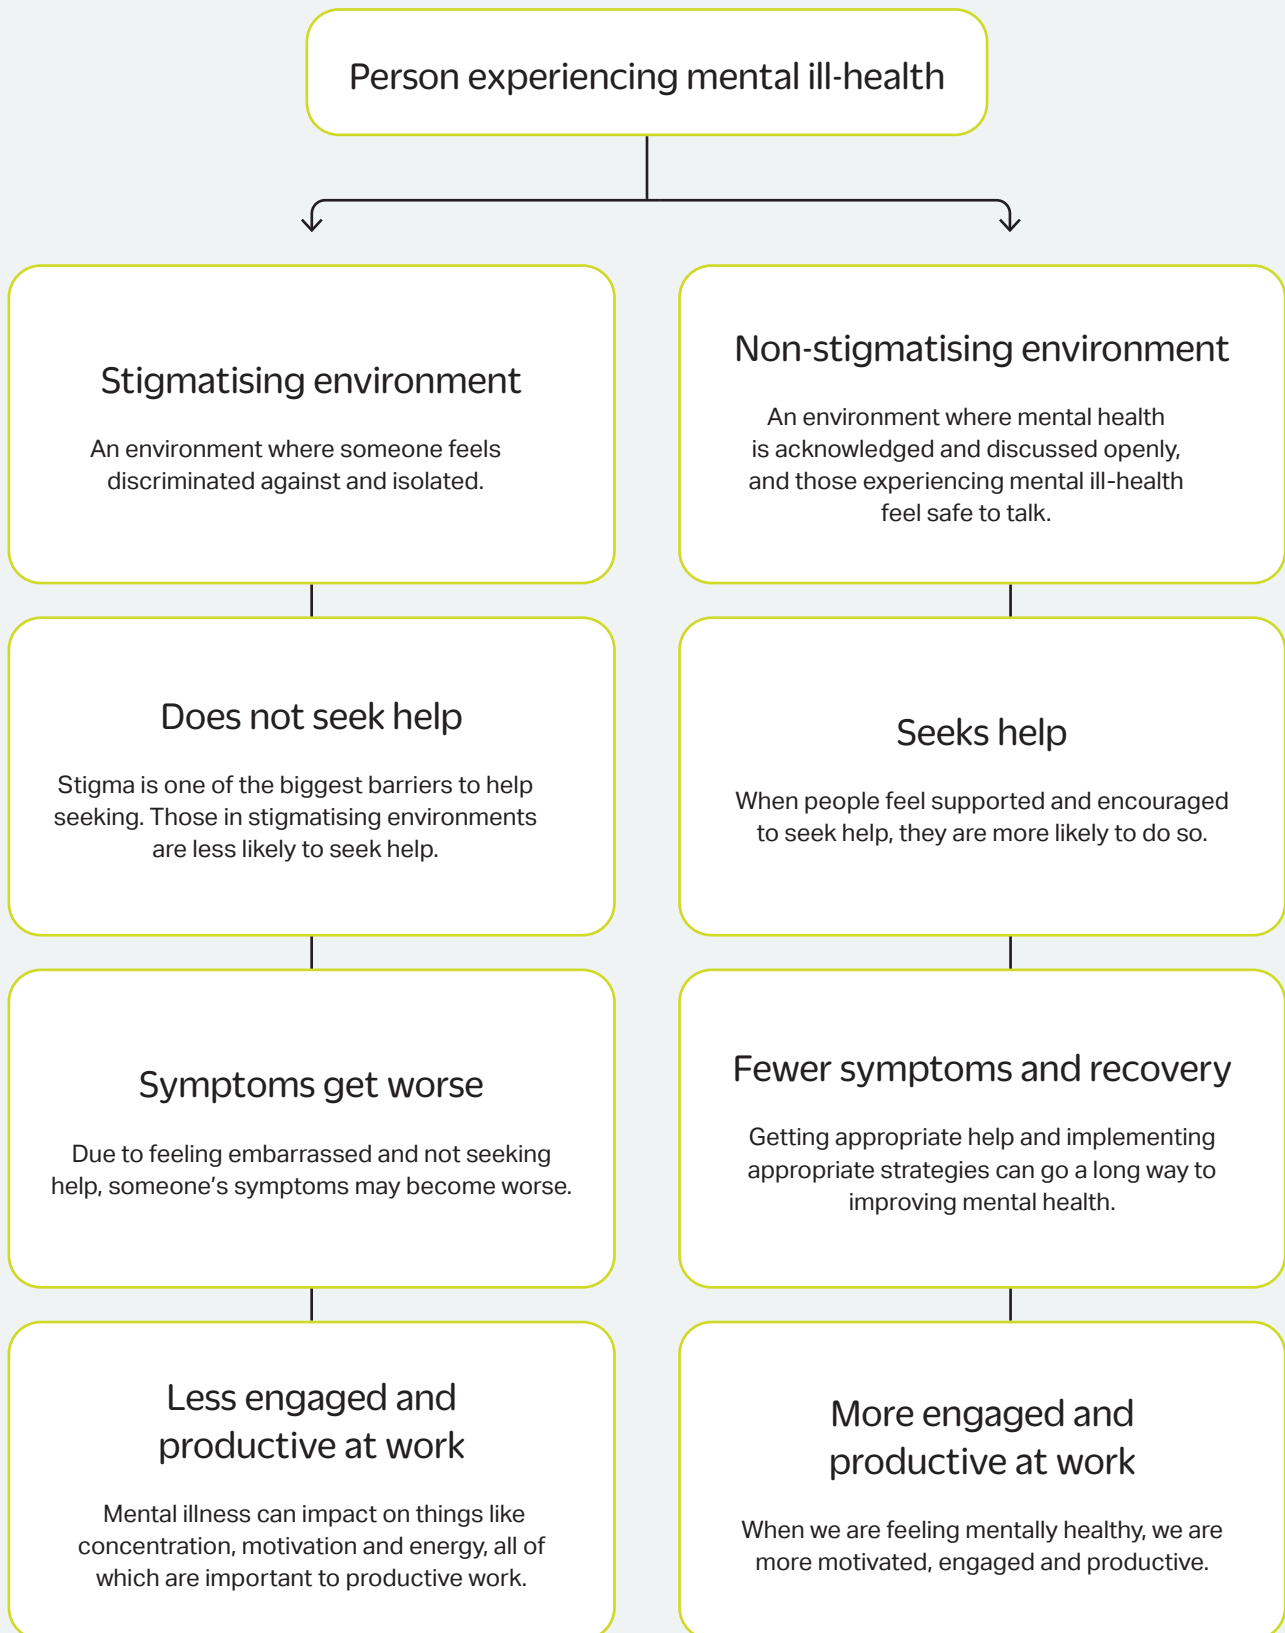 Person experiencing mental ill-health
Stigmatising environment
An environment where someone feels
discriminated against and isolated.
Does not seek help
Stigma is one of the biggest barriers to help
seeking. Those in stigmatising environments
are less likely to seek help.
Symptoms get worse
Due to feeling embarrassed and not seeking
help, someone’s symptoms may become worse.
Less engaged and
productive at work
Mental illness can impact on things like
concentration, motivation and energy, all of
which are important to productive work.
Non-stigmatising environment
An environment where mental health
is acknowledged and discussed openly,
and those experiencing mental ill-health
feel safe to talk.
Seeks help
When people feel supported and encouraged
to seek help, they are more likely to do so.
Fewer symptoms and recovery
Getting appropriate help and implementing
appropriate strategies can go a long way to
improving mental health.
More engaged and
productive at work
When we are feeling mentally healthy, we are
more motivated, engaged and productive.